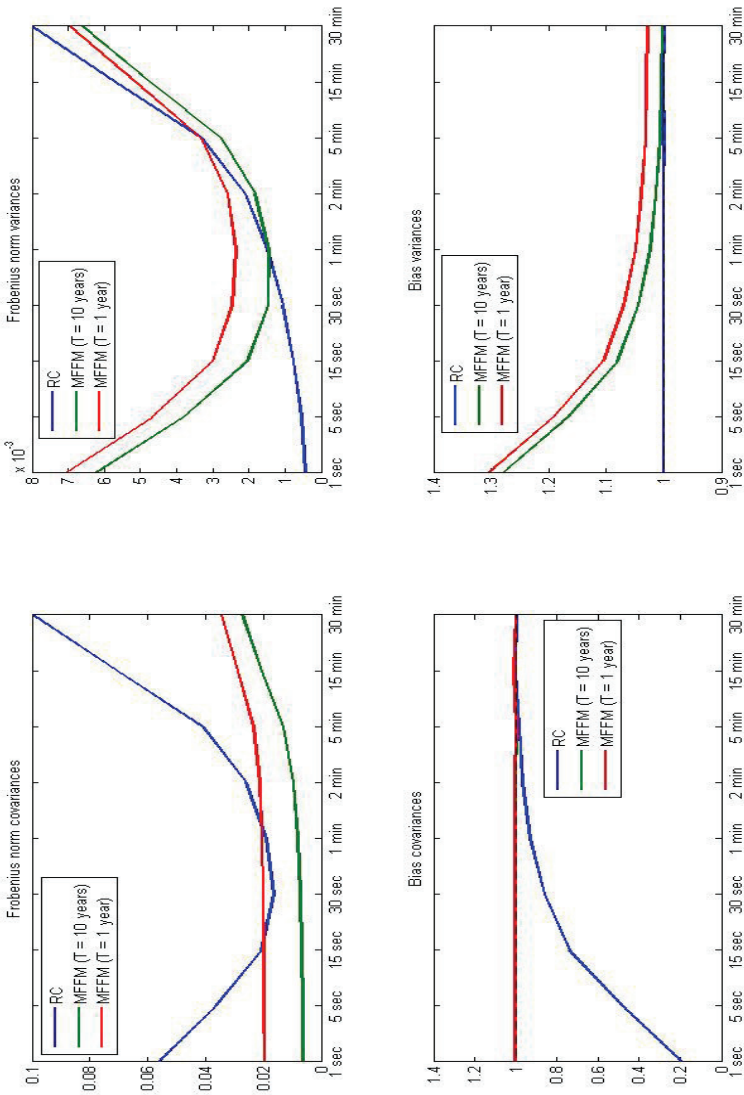 Frobenius norm covariances
0.1
0.08
0.06
0.04
0.02
0
RC
MFFM (T = 10 years)
MFFM (T = 1 year)
1 sec 5 sec 15 sec 30 sec 1 min 2 min 5 min 15 min 30 min
x 10-3
Frobenius norm variances
8
7
6
5
4
3
2
1
0
RC
MFFM (T = 10 years)
MFFM (T = 1 year)
1 sec 5 sec 15 sec 30 sec 1 min 2 min 5 min 15 min 30 min
Bias covariances
1.4
1.2
1
0.8
0.6
0.4
0.2
0
RC
MFFM (T = 10 years)
MFFM (T = 1 year)
1 sec 5 sec 15 sec 30 sec 1 min 2 min 5 min 15 min 30 min
Bias variances
1.4
1.3
1.2
1.1
1
0.9
RC
MFFM (T = 10 years)
MFFM (T = 1 year)
1 sec 5 sec 15 sec 30 sec 1 min 2 min 5 min 15 min 30 min